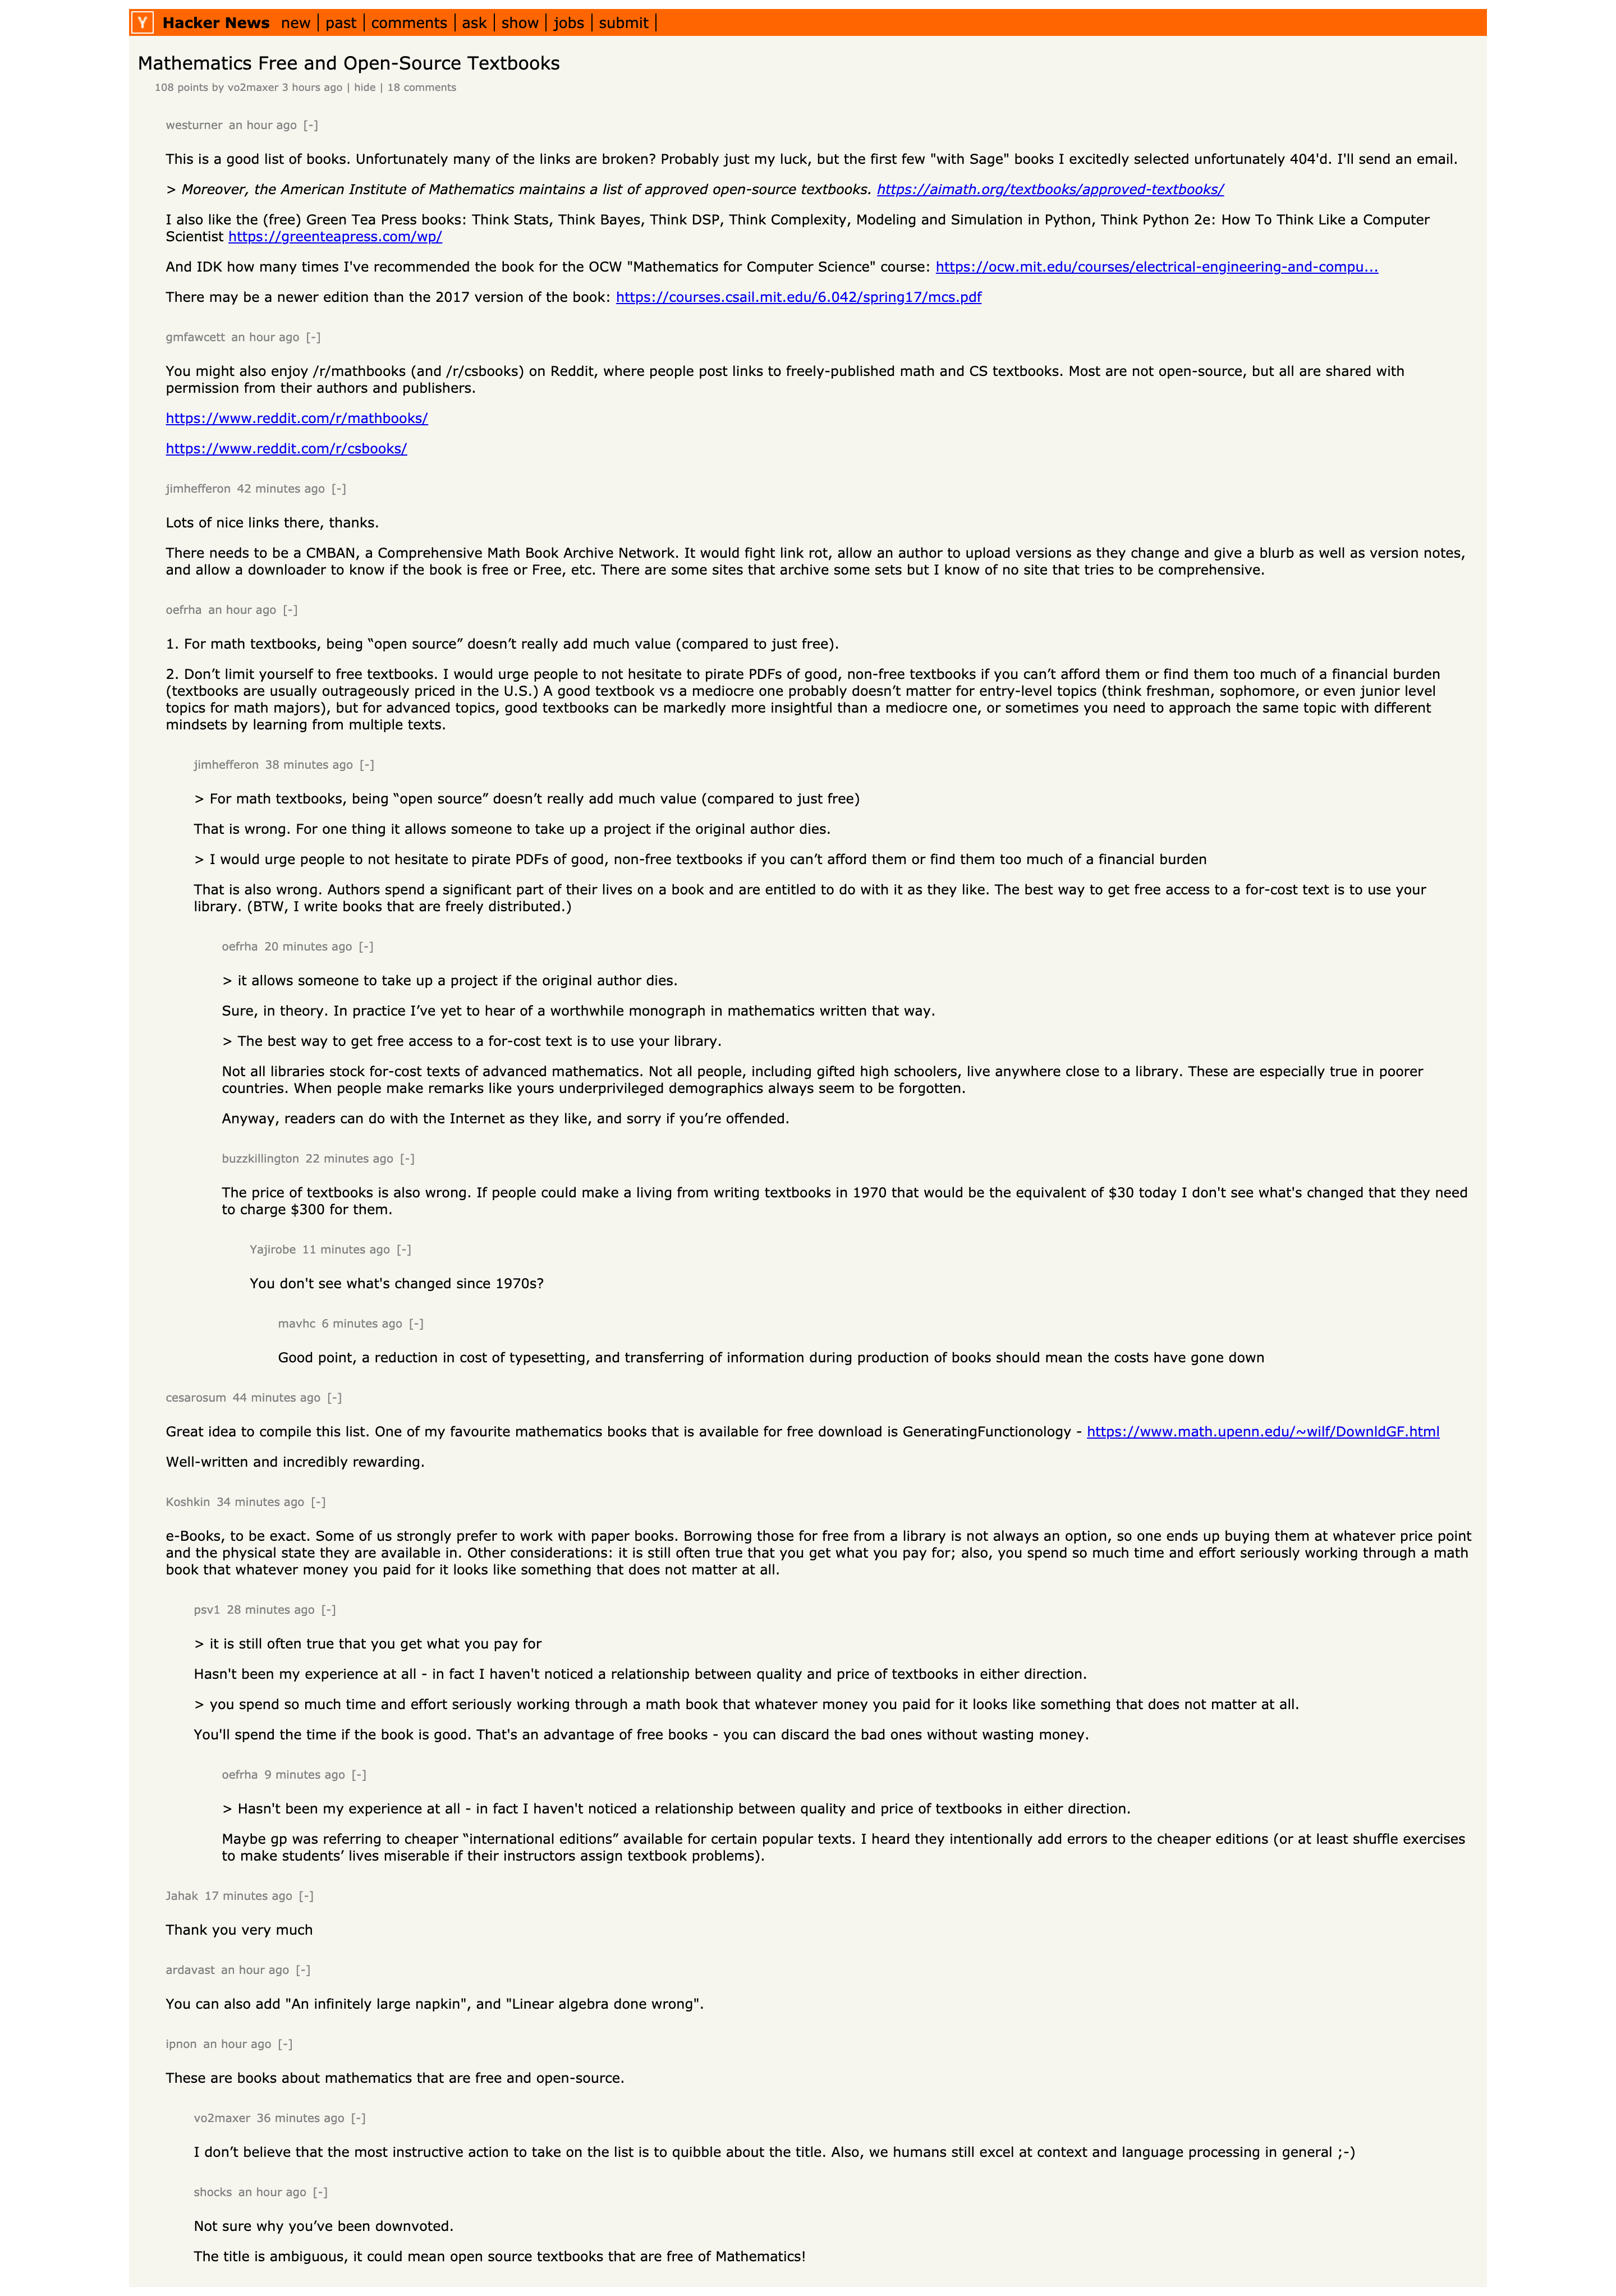 Y Hacker News new | past | comments | ask | show | jobs | submit |
Mathematics Free and Open-Source Textbooks
108 points by vo2maxer 3 hours ago | hide | 18 comments
westurner an hour ago [-]
This is a good list of books. Unfortunately many of the links are broken? Probably just my luck, but the first few "with Sage" books I excitedly selected unfortunately 404'd. I'll send an email.
> Moreover, the American Institute of Mathematics maintains a list of approved open-source textbooks. https://aimath.org/textbooks/approved-textbooks/
I also like the (free) Green Tea Press books: Think Stats, Think Bayes, Think DSP, Think Complexity, Modeling and Simulation in Python, Think Python 2e: How To Think Like a Computer
Scientist https://greenteapress.com/wp/
And IDK how many times I've recommended the book for the OCW "Mathematics for Computer Science" course: https://ocw.mit.edu/courses/electrical-engineering-and-compu...
There may be a newer edition than the 2017 version of the book: https://courses.csail.mit.edu/6.042/spring17/mcs.pdf
gmfawcett an hour ago [-]
You might also enjoy /r/mathbooks (and /r/csbooks) on Reddit, where people post links to freely-published math and CS textbooks. Most are not open-source, but all are shared with
permission from their authors and publishers.
https://www.reddit.com/r/mathbooks/
https://www.reddit.com/r/csbooks/
jimhefferon 42 minutes ago [-]
Lots of nice links there, thanks.
There needs to be a CMBAN, a Comprehensive Math Book Archive Network. It would fight link rot, allow an author to upload versions as they change and give a blurb as well as version notes,
and allow a downloader to know if the book is free or Free, etc. There are some sites that archive some sets but I know of no site that tries to be comprehensive.
oefrha an hour ago [-]
1. For math textbooks, being “open source” doesn’t really add much value (compared to just free).
2. Don’t limit yourself to free textbooks. I would urge people to not hesitate to pirate PDFs of good, non-free textbooks if you can’t afford them or find them too much of a financial burden
(textbooks are usually outrageously priced in the U.S.) A good textbook vs a mediocre one probably doesn’t matter for entry-level topics (think freshman, sophomore, or even junior level
topics for math majors), but for advanced topics, good textbooks can be markedly more insightful than a mediocre one, or sometimes you need to approach the same topic with different
mindsets by learning from multiple texts.
jimhefferon 38 minutes ago [-]
> For math textbooks, being “open source” doesn’t really add much value (compared to just free)
That is wrong. For one thing it allows someone to take up a project if the original author dies.
> I would urge people to not hesitate to pirate PDFs of good, non-free textbooks if you can’t afford them or find them too much of a financial burden
That is also wrong. Authors spend a significant part of their lives on a book and are entitled to do with it as they like. The best way to get free access to a for-cost text is to use your
library. (BTW, I write books that are freely distributed.)
oefrha 20 minutes ago [-]
> it allows someone to take up a project if the original author dies.
Sure, in theory. In practice I’ve yet to hear of a worthwhile monograph in mathematics written that way.
> The best way to get free access to a for-cost text is to use your library.
Not all libraries stock for-cost texts of advanced mathematics. Not all people, including gifted high schoolers, live anywhere close to a library. These are especially true in poorer
countries. When people make remarks like yours underprivileged demographics always seem to be forgotten.
Anyway, readers can do with the Internet as they like, and sorry if you’re offended.
buzzkillington 22 minutes ago [-]
The price of textbooks is also wrong. If people could make a living from writing textbooks in 1970 that would be the equivalent of $30 today I don't see what's changed that they need
to charge $300 for them.
Yajirobe 11 minutes ago [-]
You don't see what's changed since 1970s?
mavhc 6 minutes ago [-]
Good point, a reduction in cost of typesetting, and transferring of information during production of books should mean the costs have gone down
cesarosum 44 minutes ago [-]
Great idea to compile this list. One of my favourite mathematics books that is available for free download is GeneratingFunctionology - https://www.math.upenn.edu/~wilf/DownldGF.html
Well-written and incredibly rewarding.
Koshkin 34 minutes ago [-]
e-Books, to be exact. Some of us strongly prefer to work with paper books. Borrowing those for free from a library is not always an option, so one ends up buying them at whatever price point
and the physical state they are available in. Other considerations: it is still often true that you get what you pay for; also, you spend so much time and effort seriously working through a math
book that whatever money you paid for it looks like something that does not matter at all.
psv1 28 minutes ago [-]
> it is still often true that you get what you pay for
Hasn't been my experience at all - in fact I haven't noticed a relationship between quality and price of textbooks in either direction.
> you spend so much time and effort seriously working through a math book that whatever money you paid for it looks like something that does not matter at all.
You'll spend the time if the book is good. That's an advantage of free books - you can discard the bad ones without wasting money.
oefrha 9 minutes ago [-]
> Hasn't been my experience at all - in fact I haven't noticed a relationship between quality and price of textbooks in either direction.
Maybe gp was referring to cheaper “international editions” available for certain popular texts. I heard they intentionally add errors to the cheaper editions (or at least shuffle exercises
to make students’ lives miserable if their instructors assign textbook problems).
Jahak 17 minutes ago [-]
Thank you very much
ardavast an hour ago [-]
You can also add "An infinitely large napkin", and "Linear algebra done wrong".
ipnon an hour ago [-]
These are books about mathematics that are free and open-source.
vo2maxer 36 minutes ago [-]
I don’t believe that the most instructive action to take on the list is to quibble about the title. Also, we humans still excel at context and language processing in general ;-)
shocks an hour ago [-]
Not sure why you’ve been downvoted.
The title is ambiguous, it could mean open source textbooks that are free of Mathematics!